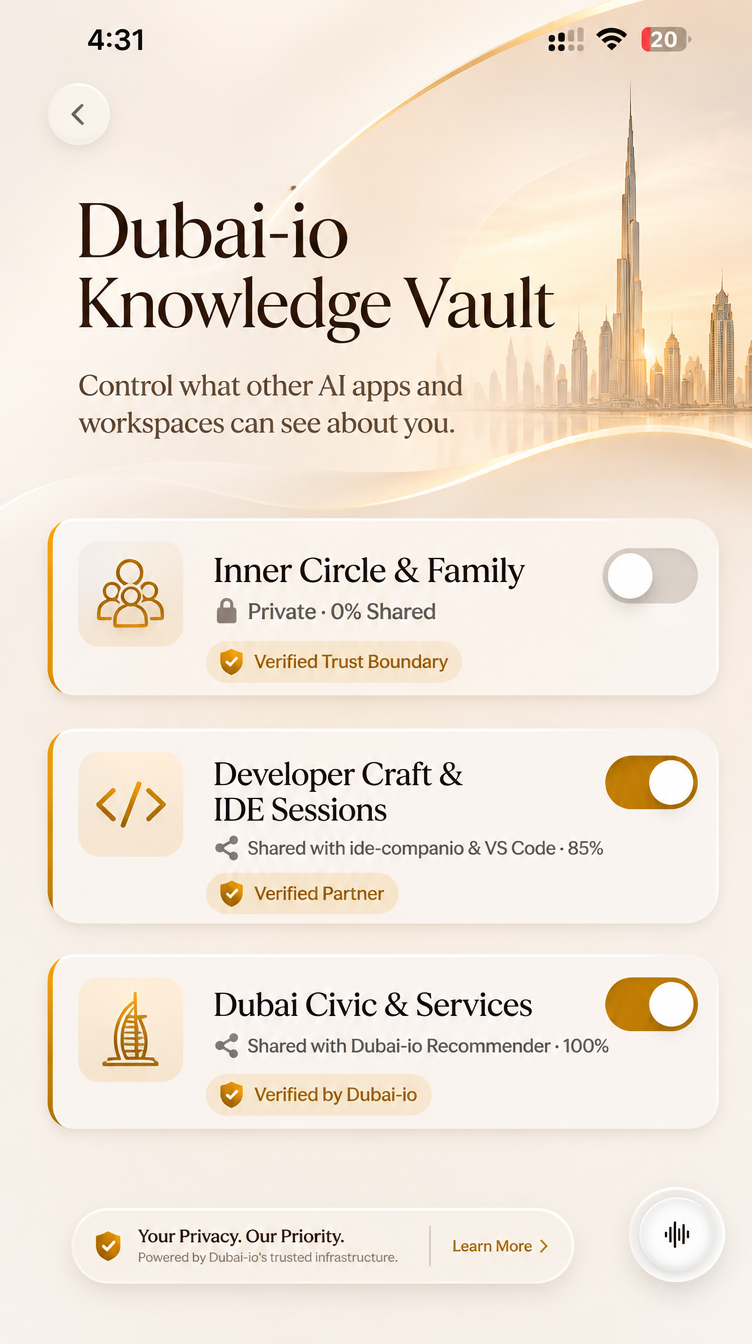 4:31
20
Dubai-io
Knowledge Vault
Control what other AI apps and
workspaces can see about you.
Inner Circle & Family
Private · 0% Shared
Verified Trust Boundary
Developer Craft &
IDE Sessions
Shared with ide-companio & VS Code · 85%
Verified Partner
Dubai Civic & Services
Shared with Dubai-io Recommender · 100%
Verified by Dubai-io
Your Privacy. Our Priority.
Powered by Dubai-io's trusted infrastructure.
Learn More